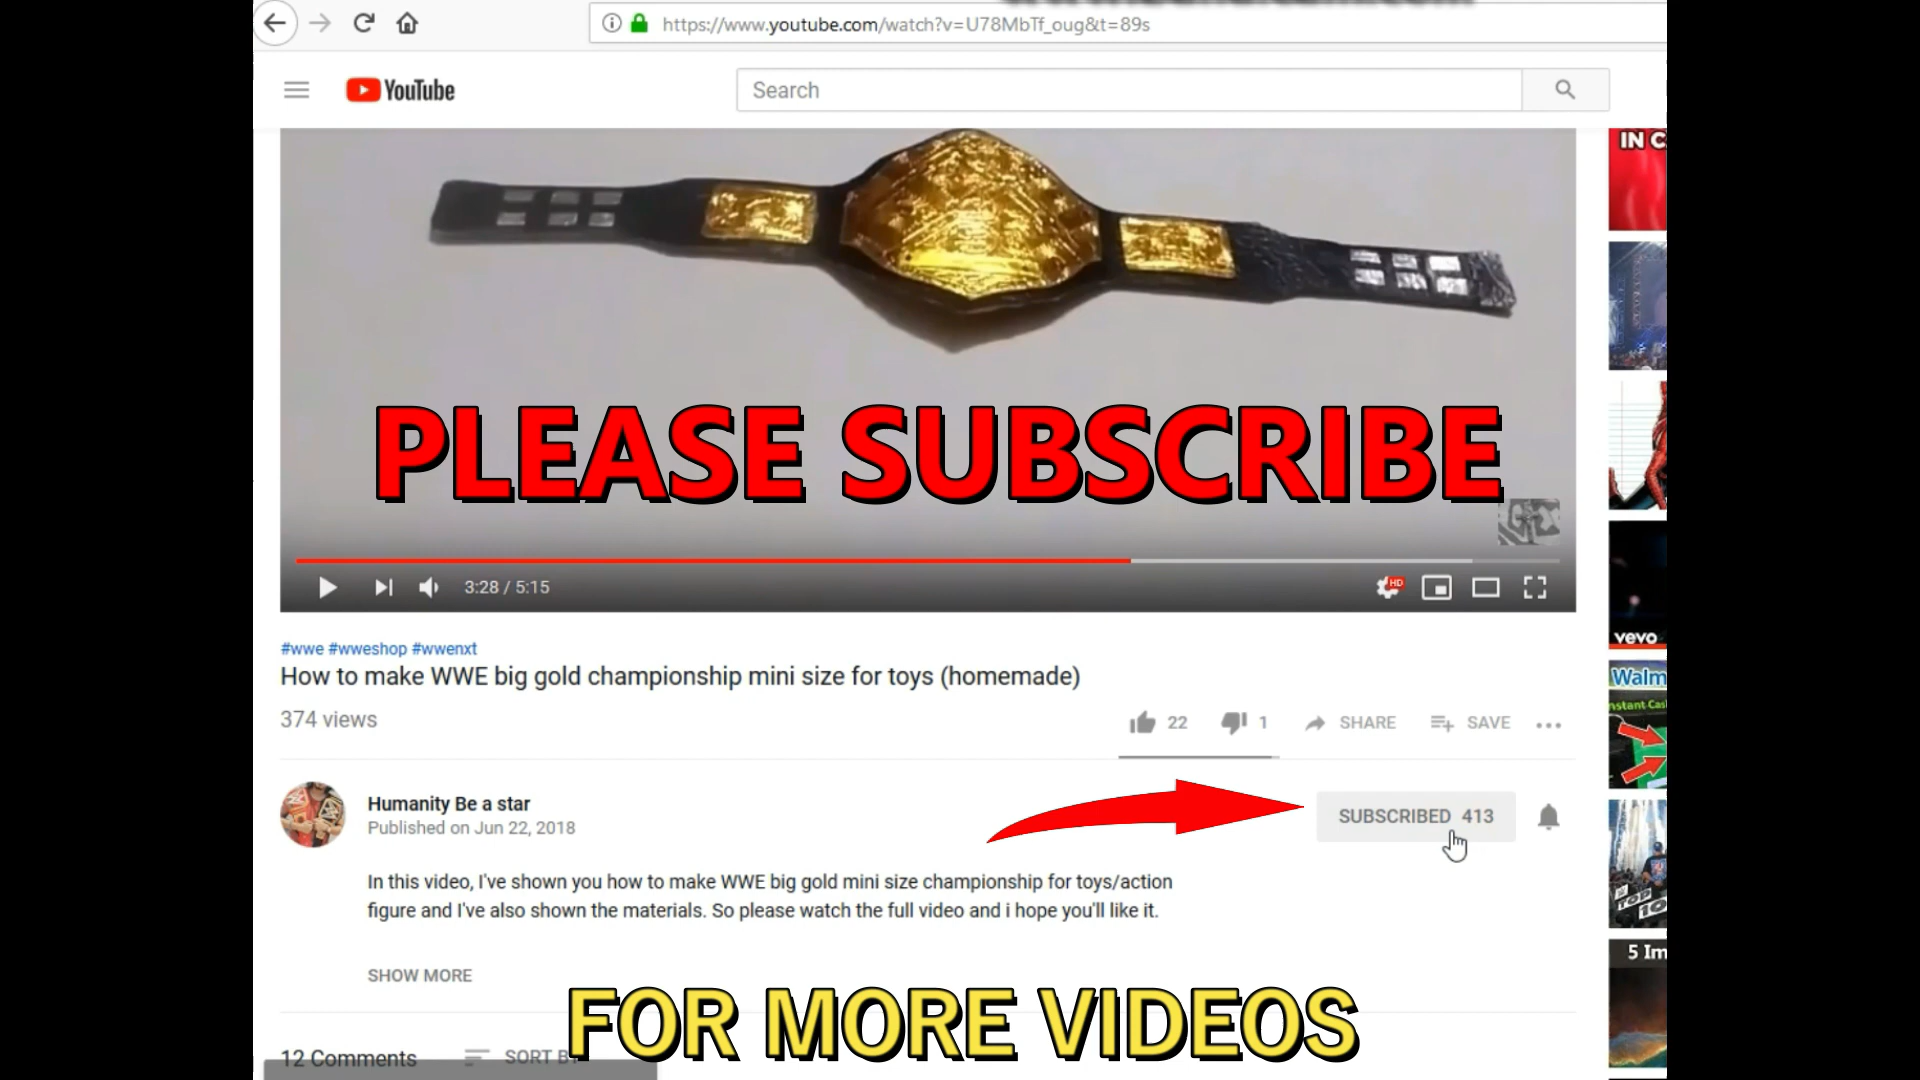 https://www.youtube.com/watch?v=U78MbTf_oug&t=89s
YouTube
Search
IN C
PLEASE SUBSCRIBE
3:28 / 5:15
HD
vevo
#wwe #wweshop #wwenxt
How to make WWE big gold championship mini size for toys (homemade)
374 views
22
1
SHARE
SAVE
Walm
nstant Cas
Humanity Be a star
Published on Jun 22, 2018
SUBSCRIBED 413
In this video, I've shown you how to make WWE big gold mini size championship for toys/action
figure and I've also shown the materials. So please watch the full video and i hope you'll like it.
TOP
10
5 Im
SHOW MORE
FOR MORE VIDEOS
12 Comments
SORT B